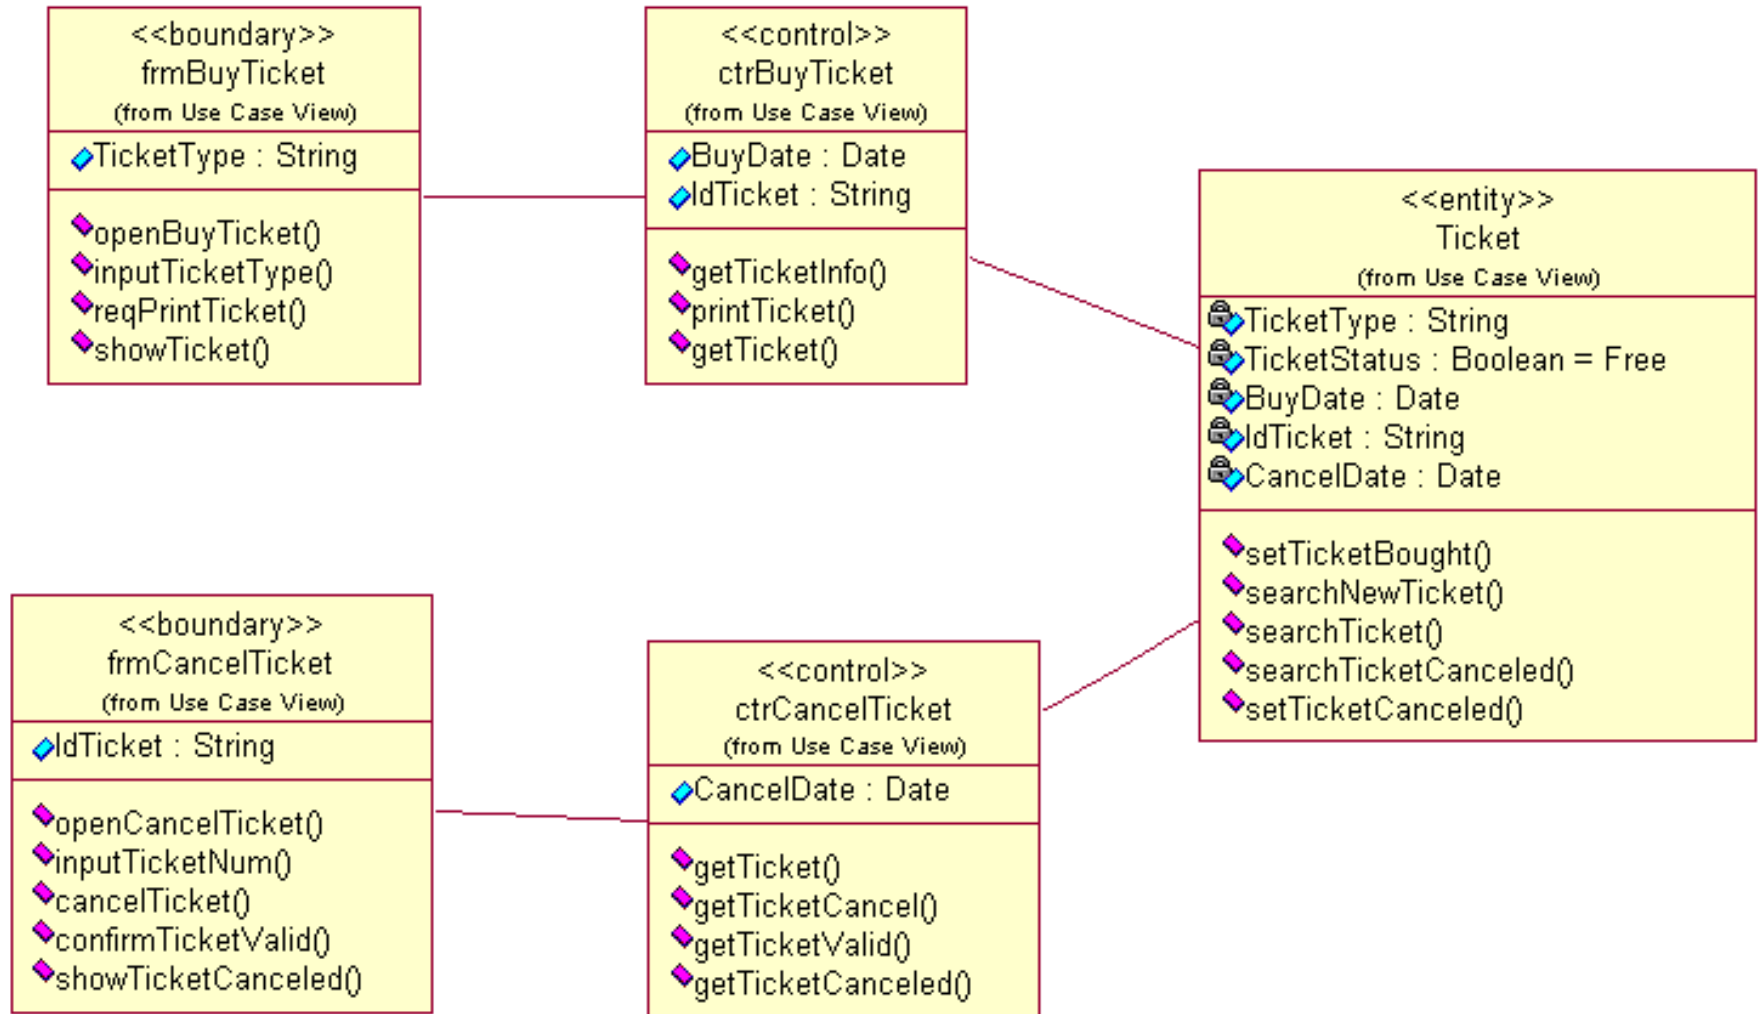 <<boundary>>
frmBuyTicket
(from Use Case View)
TicketType : String
openBuyTicket()
inputTicketType()
reqPrintTicket()
showTicket()
<<control>>
ctrBuyTicket
(from Use Case View)
BuyDate : Date
IdTicket : String
getTicketInfo()
printTicket()
getTicket()
<<entity>>
Ticket
(from Use Case View)
TicketType : String
TicketStatus : Boolean = Free
BuyDate : Date
IdTicket : String
CancelDate : Date
setTicketBought()
searchNewTicket()
searchTicket()
searchTicketCanceled()
setTicketCanceled()
<<boundary>>
frmCancelTicket
(from Use Case View)
IdTicket : String
openCancelTicket()
inputTicketNum()
cancelTicket()
confirmTicketValid()
showTicketCanceled()
<<control>>
ctrCancelTicket
(from Use Case View)
CancelDate : Date
getTicket()
getTicketCancel()
getTicketValid()
getTicketCanceled()